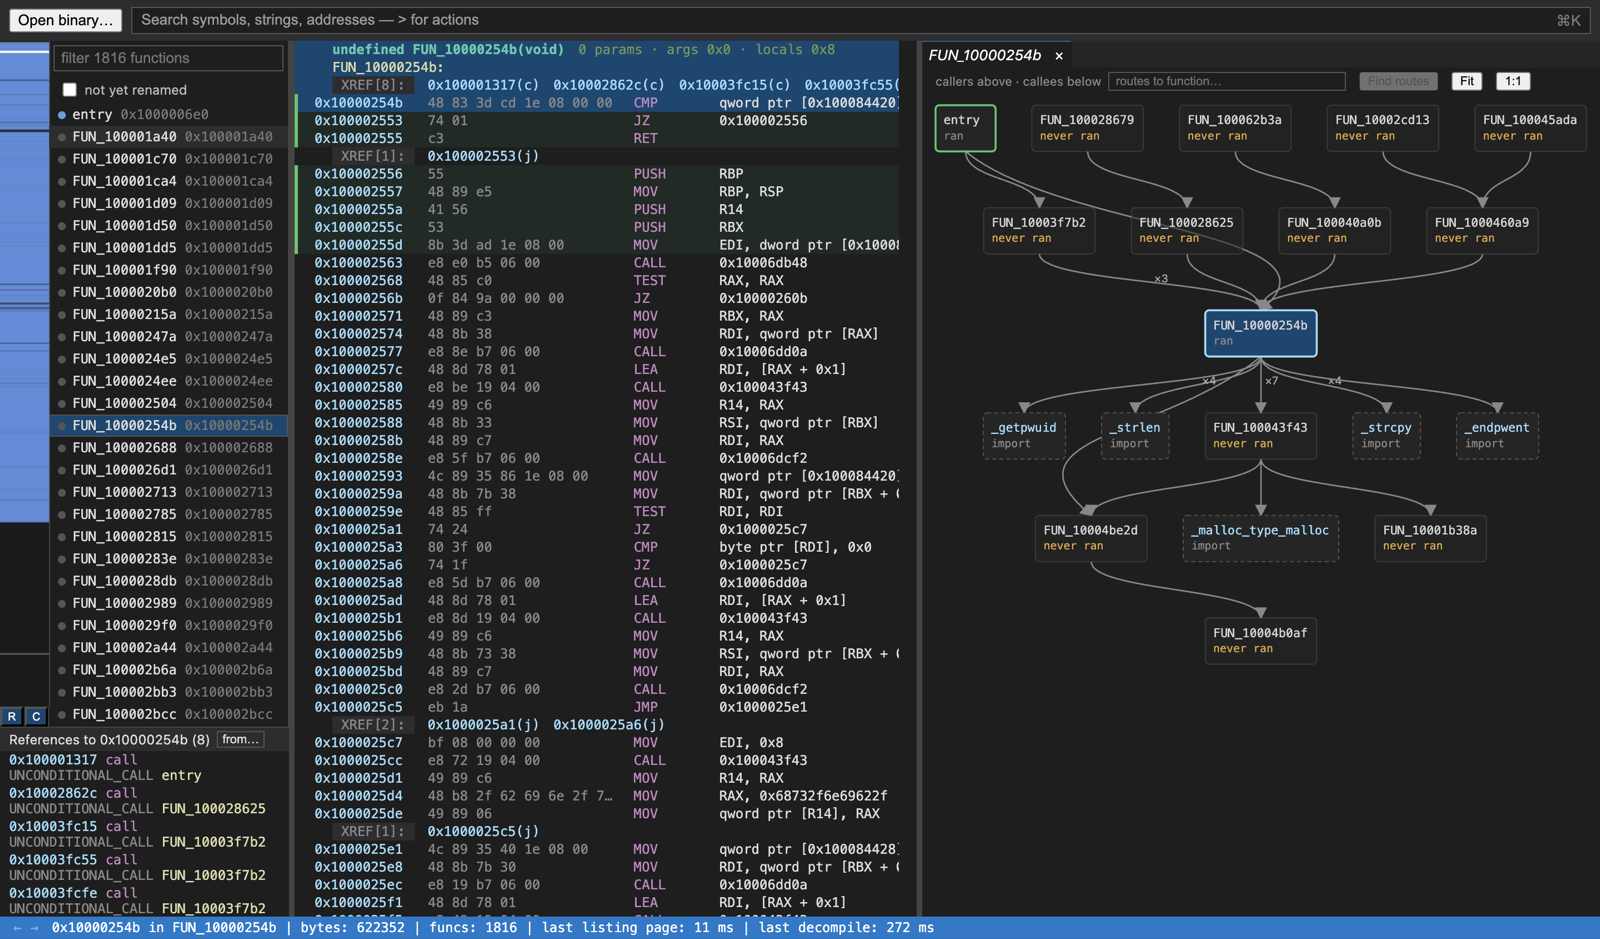 Open binary…
Search symbols, strings, addresses — > for actions
⌘K
filter 1816 functions
not yet renamed
entry 0x1000006e0
FUN_100001a40 0x100001a40
FUN_100001c70 0x100001c70
FUN_100001ca4 0x100001ca4
FUN_100001d09 0x100001d09
FUN_100001d50 0x100001d50
FUN_100001dd5 0x100001dd5
FUN_100001f90 0x100001f90
FUN_1000020b0 0x1000020b0
FUN_10000215a 0x10000215a
FUN_10000247a 0x10000247a
FUN_1000024e5 0x1000024e5
FUN_1000024ee 0x1000024ee
FUN_100002504 0x100002504
FUN_10000254b 0x10000254b
FUN_100002688 0x100002688
FUN_1000026d1 0x1000026d1
FUN_100002713 0x100002713
FUN_100002785 0x100002785
FUN_100002815 0x100002815
FUN_10000283e 0x10000283e
FUN_1000028db 0x1000028db
FUN_100002989 0x100002989
FUN_1000029f0 0x1000029f0
FUN_100002a44 0x100002a44
FUN_100002b6a 0x100002b6a
FUN_100002bb3 0x100002bb3
FUN_100002bcc 0x100002bcc
R C
References to 0x10000254b (8) from…
0x100001317 call
UNCONDITIONAL_CALL entry
0x10002862c call
UNCONDITIONAL_CALL FUN_100028625
0x10003fc15 call
UNCONDITIONAL_CALL FUN_10003f7b2
0x10003fc55 call
UNCONDITIONAL_CALL FUN_10003f7b2
0x10003fcfe call
UNCONDITIONAL_CALL FUN_10003f7b2
undefined FUN_10000254b(void) 0 params · args 0x0 · locals 0x8
FUN_10000254b:
XREF[8]: 0x100001317(c) 0x10002862c(c) 0x10003fc15(c) 0x10003fc55(
0x10000254b 48 83 3d cd 1e 08 00 00 CMP qword ptr [0x100084420]
0x100002553 74 01 JZ 0x100002556
0x100002555 c3 RET
XREF[1]: 0x100002553(j)
0x100002556 55 PUSH RBP
0x100002557 48 89 e5 MOV RBP, RSP
0x10000255a 41 56 PUSH R14
0x10000255c 53 PUSH RBX
0x10000255d 8b 3d ad 1e 08 00 MOV EDI, dword ptr [0x10008
0x100002563 e8 e0 b5 06 00 CALL 0x10006db48
0x100002568 48 85 c0 TEST RAX, RAX
0x10000256b 0f 84 9a 00 00 00 JZ 0x10000260b
0x100002571 48 89 c3 MOV RBX, RAX
0x100002574 48 8b 38 MOV RDI, qword ptr [RAX]
0x100002577 e8 8e b7 06 00 CALL 0x10006dd0a
0x10000257c 48 8d 78 01 LEA RDI, [RAX + 0x1]
0x100002580 e8 be 19 04 00 CALL 0x100043f43
0x100002585 49 89 c6 MOV R14, RAX
0x100002588 48 8b 33 MOV RSI, qword ptr [RBX]
0x10000258b 48 89 c7 MOV RDI, RAX
0x10000258e e8 5f b7 06 00 CALL 0x10006dcf2
0x100002593 4c 89 35 86 1e 08 00 MOV qword ptr [0x100084420]
0x10000259a 48 8b 7b 38 MOV RDI, qword ptr [RBX + 
0x10000259e 48 85 ff TEST RDI, RDI
0x1000025a1 74 24 JZ 0x1000025c7
0x1000025a3 80 3f 00 CMP byte ptr [RDI], 0x0
0x1000025a6 74 1f JZ 0x1000025c7
0x1000025a8 e8 5d b7 06 00 CALL 0x10006dd0a
0x1000025ad 48 8d 78 01 LEA RDI, [RAX + 0x1]
0x1000025b1 e8 8d 19 04 00 CALL 0x100043f43
0x1000025b6 49 89 c6 MOV R14, RAX
0x1000025b9 48 8b 73 38 MOV RSI, qword ptr [RBX + 
0x1000025bd 48 89 c7 MOV RDI, RAX
0x1000025c0 e8 2d b7 06 00 CALL 0x10006dcf2
0x1000025c5 eb 1a JMP 0x1000025e1
XREF[2]: 0x1000025a1(j) 0x1000025a6(j)
0x1000025c7 bf 08 00 00 00 MOV EDI, 0x8
0x1000025cc e8 72 19 04 00 CALL 0x100043f43
0x1000025d1 49 89 c6 MOV R14, RAX
0x1000025d4 48 b8 2f 62 69 6e 2f 7… MOV RAX, 0x68732f6e69622f
0x1000025de 49 89 06 MOV qword ptr [R14], RAX
XREF[1]: 0x1000025c5(j)
0x1000025e1 4c 89 35 40 1e 08 00 MOV qword ptr [0x100084428]
0x1000025e8 48 8b 7b 30 MOV RDI, qword ptr [RBX + 
0x1000025ec e8 19 b7 06 00 CALL 0x10006dd0a
0x1000025f1 48 8d 78 01 LEA RDI, [RAX + 0x1]
FUN_10000254b ×
callers above · callees below routes to function… Find routes Fit 1:1
entry
ran
FUN_100028679
never ran
FUN_100062b3a
never ran
FUN_10002cd13
never ran
FUN_100045ada
never ran
FUN_10003f7b2
never ran
FUN_100028625
never ran
FUN_100040a0b
never ran
FUN_1000460a9
never ran
×3
FUN_10000254b
ran
×4 ×7 ×4
_getpwuid
import
_strlen
import
FUN_100043f43
never ran
_strcpy
import
_endpwent
import
FUN_10004be2d
never ran
_malloc_type_malloc
import
FUN_10001b38a
never ran
FUN_10004b0af
never ran
← → 0x10000254b in FUN_10000254b | bytes: 622352 | funcs: 1816 | last listing page: 11 ms | last decompile: 272 ms